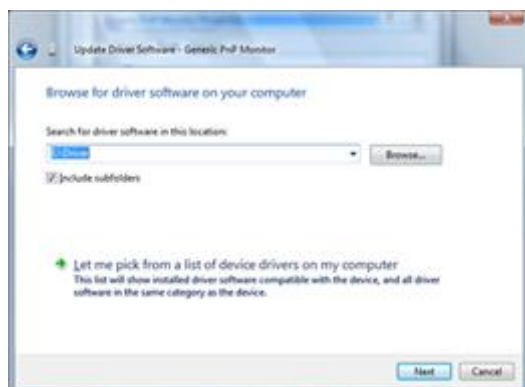 Update Driver Software - Generic PnP Monitor
Browse for driver software on your computer
Search for driver software in this location:
Browse...
Include subfolders
Let me pick from a list of device drivers on my computer
This list will show installed driver software compatible with the device, and all driver
software in the same category as the device.
Next
Cancel